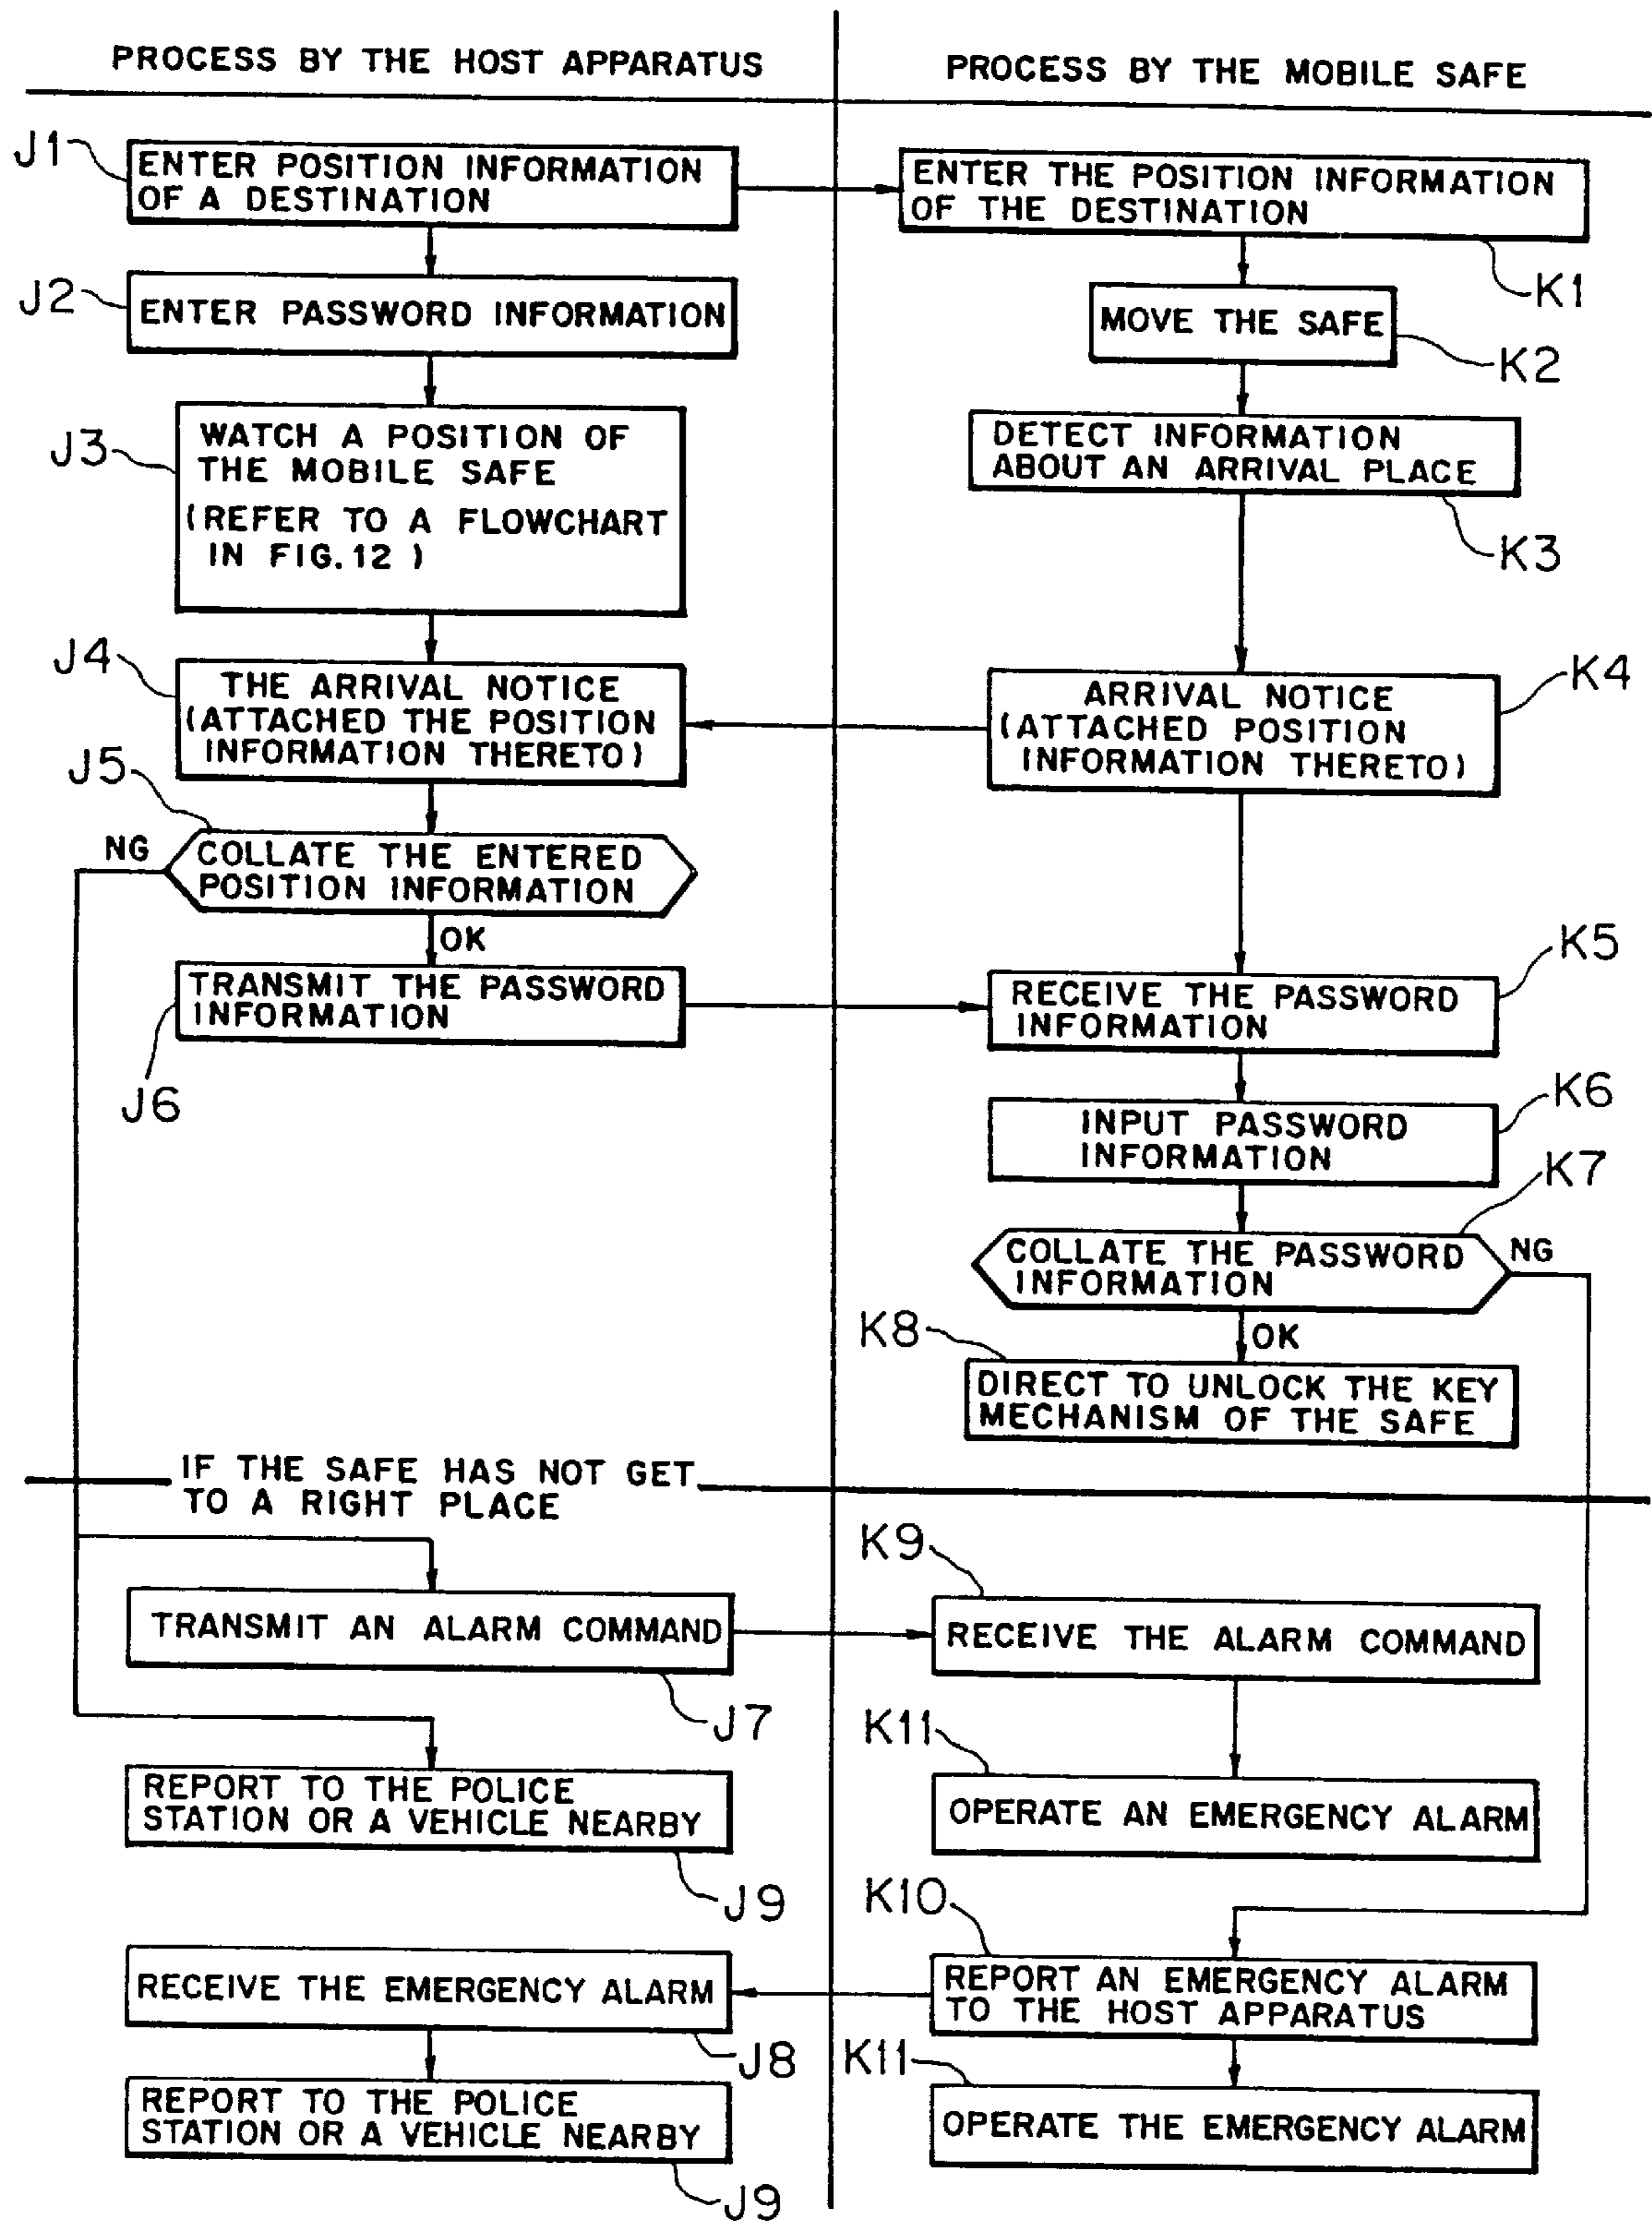 PROCESS BY THE HOST APPARATUS
PROCESS BY THE MOBILE SAFE
J1
ENTER POSITION INFORMATION
OF A DESTINATION
ENTER THE POSITION INFORMATION
OF THE DESTINATION
K1
J2
ENTER PASSWORD INFORMATION
MOVE THE SAFE
K2
J3
WATCH A POSITION OF
THE MOBILE SAFE
(REFER TO A FLOWCHART
IN FIG.12 )
DETECT INFORMATION
ABOUT AN ARRIVAL PLACE
K3
J4
THE ARRIVAL NOTICE
(ATTACHED THE POSITION
INFORMATION THERETO)
ARRIVAL NOTICE
(ATTACHED POSITION
INFORMATION THERETO)
K4
J5
NG
COLLATE THE ENTERED
POSITION INFORMATION
OK
TRANSMIT THE PASSWORD
INFORMATION
J6
K5
RECEIVE THE PASSWORD
INFORMATION
K6
INPUT PASSWORD
INFORMATION
K7
COLLATE THE PASSWORD
INFORMATION
NG
OK
K8
DIRECT TO UNLOCK THE KEY
MECHANISM OF THE SAFE
IF THE SAFE HAS NOT GET
TO A RIGHT PLACE
TRANSMIT AN ALARM COMMAND
J7
K9
RECEIVE THE ALARM COMMAND
REPORT TO THE POLICE
STATION OR A VEHICLE NEARBY
J9
K11
OPERATE AN EMERGENCY ALARM
K10
REPORT AN EMERGENCY ALARM
TO THE HOST APPARATUS
RECEIVE THE EMERGENCY ALARM
J8
K11
OPERATE THE EMERGENCY ALARM
REPORT TO THE POLICE
STATION OR A VEHICLE NEARBY
J9